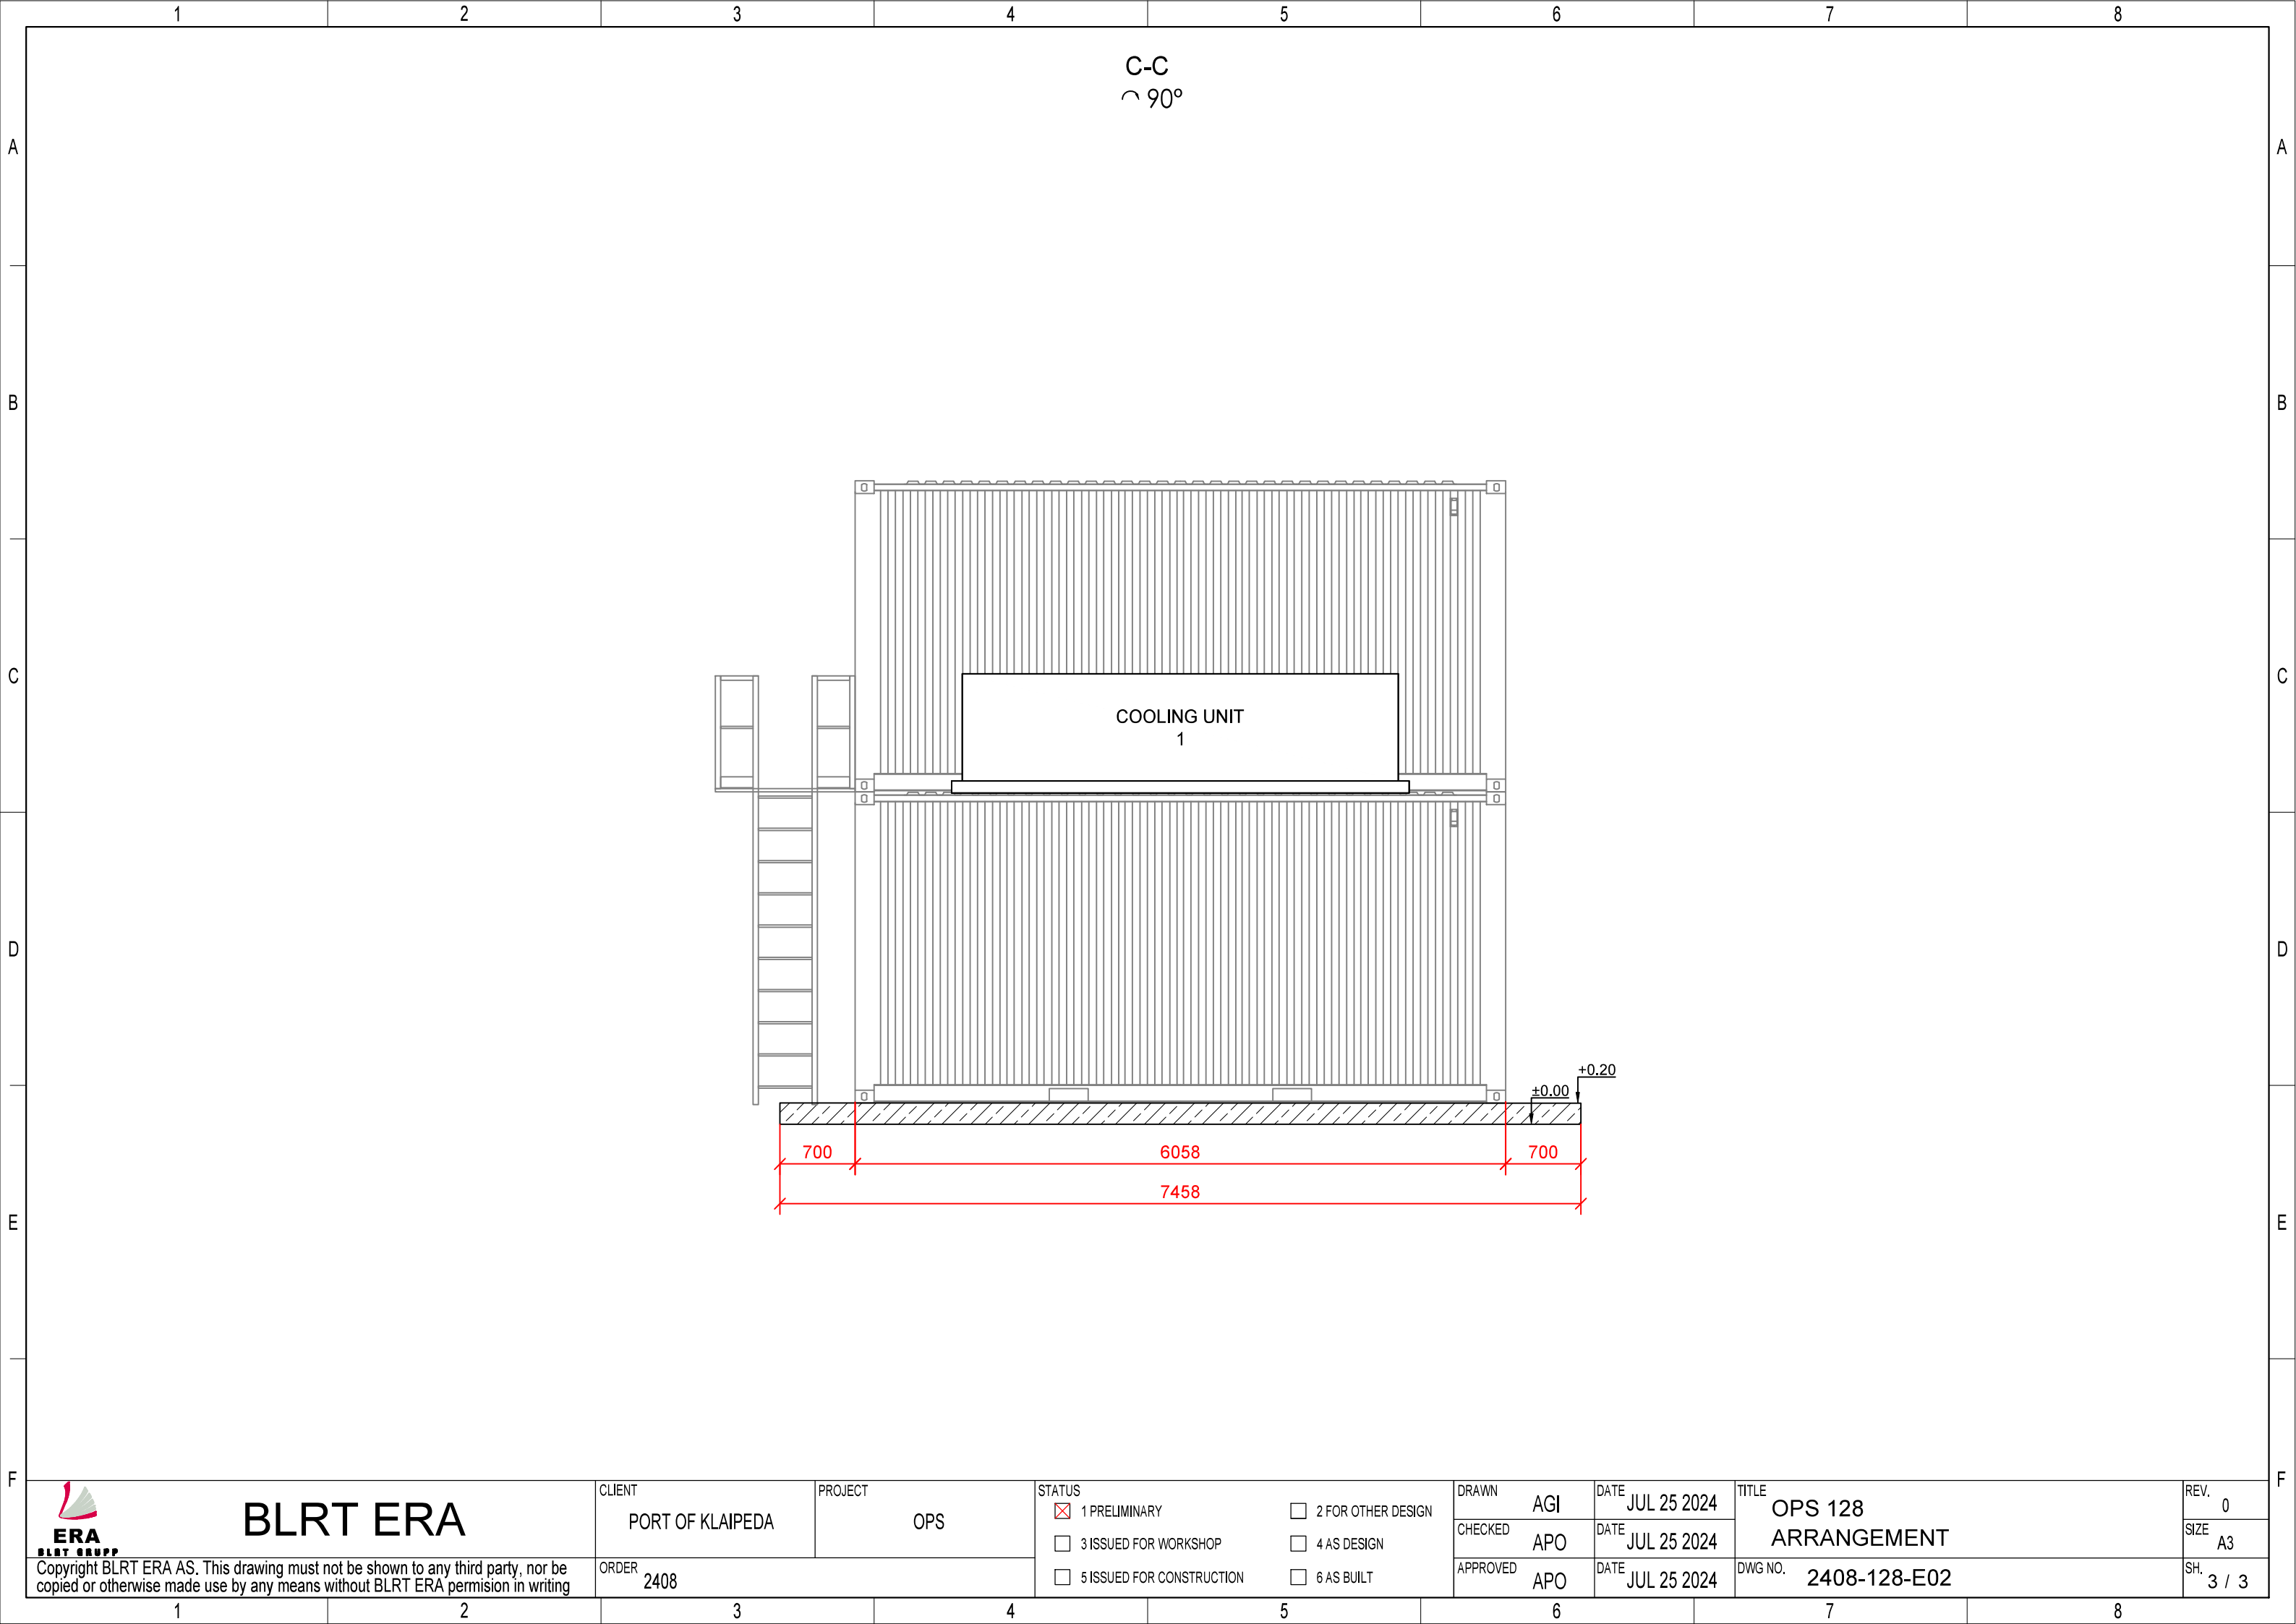 1 2 3 4 5 6 7 8
C-C
90°
A A
B B
C C
COOLING UNIT
1
D D
+0.20
±0.00
700 6058 700
7458
E E
F F
ERA
BLRT GRUPP
BLRT ERA
Copyright BLRT ERA AS. This drawing must not be shown to any third party, nor be
copied or otherwise made use by any means without BLRT ERA permision in writing
CLIENT
PORT OF KLAIPEDA
PROJECT
OPS
ORDER
2408
STATUS
1 PRELIMINARY 2 FOR OTHER DESIGN
3 ISSUED FOR WORKSHOP 4 AS DESIGN
5 ISSUED FOR CONSTRUCTION 6 AS BUILT
DRAWN AGI DATE JUL 25 2024
CHECKED APO DATE JUL 25 2024
APPROVED APO DATE JUL 25 2024
TITLE
OPS 128
ARRANGEMENT
DWG NO. 2408-128-E02
REV. 0
SIZE A3
SH. 3 / 3
1 2 3 4 5 6 7 8